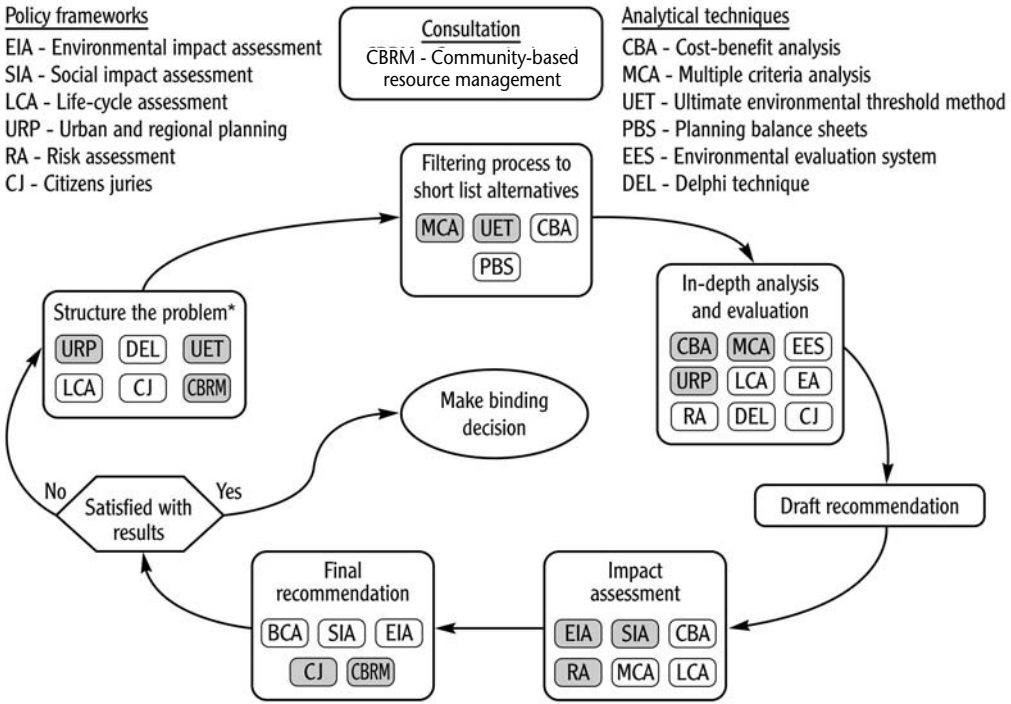 Policy frameworks
EIA - Environmental impact assessment
SIA - Social impact assessment
LCA - Life-cycle assessment
URP - Urban and regional planning
RA - Risk assessment
CJ - Citizens juries
Consultation
CBRM - Community-based
resource management
Analytical techniques
CBA - Cost-benefit analysis
MCA - Multiple criteria analysis
UET - Ultimate environmental threshold method
PBS - Planning balance sheets
EES - Environmental evaluation system
DEL - Delphi technique
Filtering process to
short list alternatives
MCA UET CBA
PBS
In-depth analysis
and evaluation
CBA MCA EES
URP LCA EA
RA DEL CJ
Structure the problem*
URP DEL UET
LCA CJ CBRM
Make binding
decision
No
Yes
Satisfied with
results
Draft recommendation
Final
recommendation
BCA SIA EIA
CJ CBRM
Impact
assessment
EIA SIA CBA
RA MCA LCA